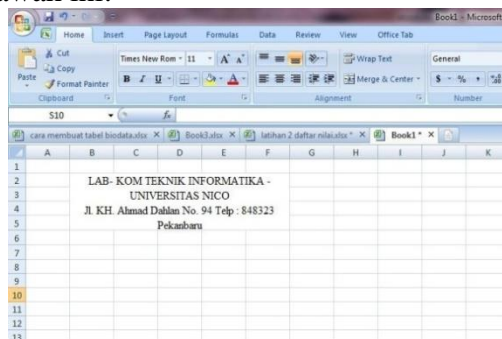 Book1 - Microsoft
Home Insert Page Layout Formulas Data Review View Office Tab
Cut
Copy
Format Painter
Paste
Clipboard
Times New Rom 11
B I U
Font
Wrap Text
Merge & Center
Alignment
General
$ % ,
Number
S10
fx
cara membuat tabel biodata.xlsx Book3.xlsx latihan 2 daftar nilai.xlsx * Book1 *
A B C D E F G H I J K
1
2 LAB- KOM TEKNIK INFORMATIKA -
3 UNIVERSITAS NICO
4 Jl. KH. Ahmad Dahlan No. 94 Telp : 848323
5 Pekanbaru
6
7
8
9
10
11
12
13